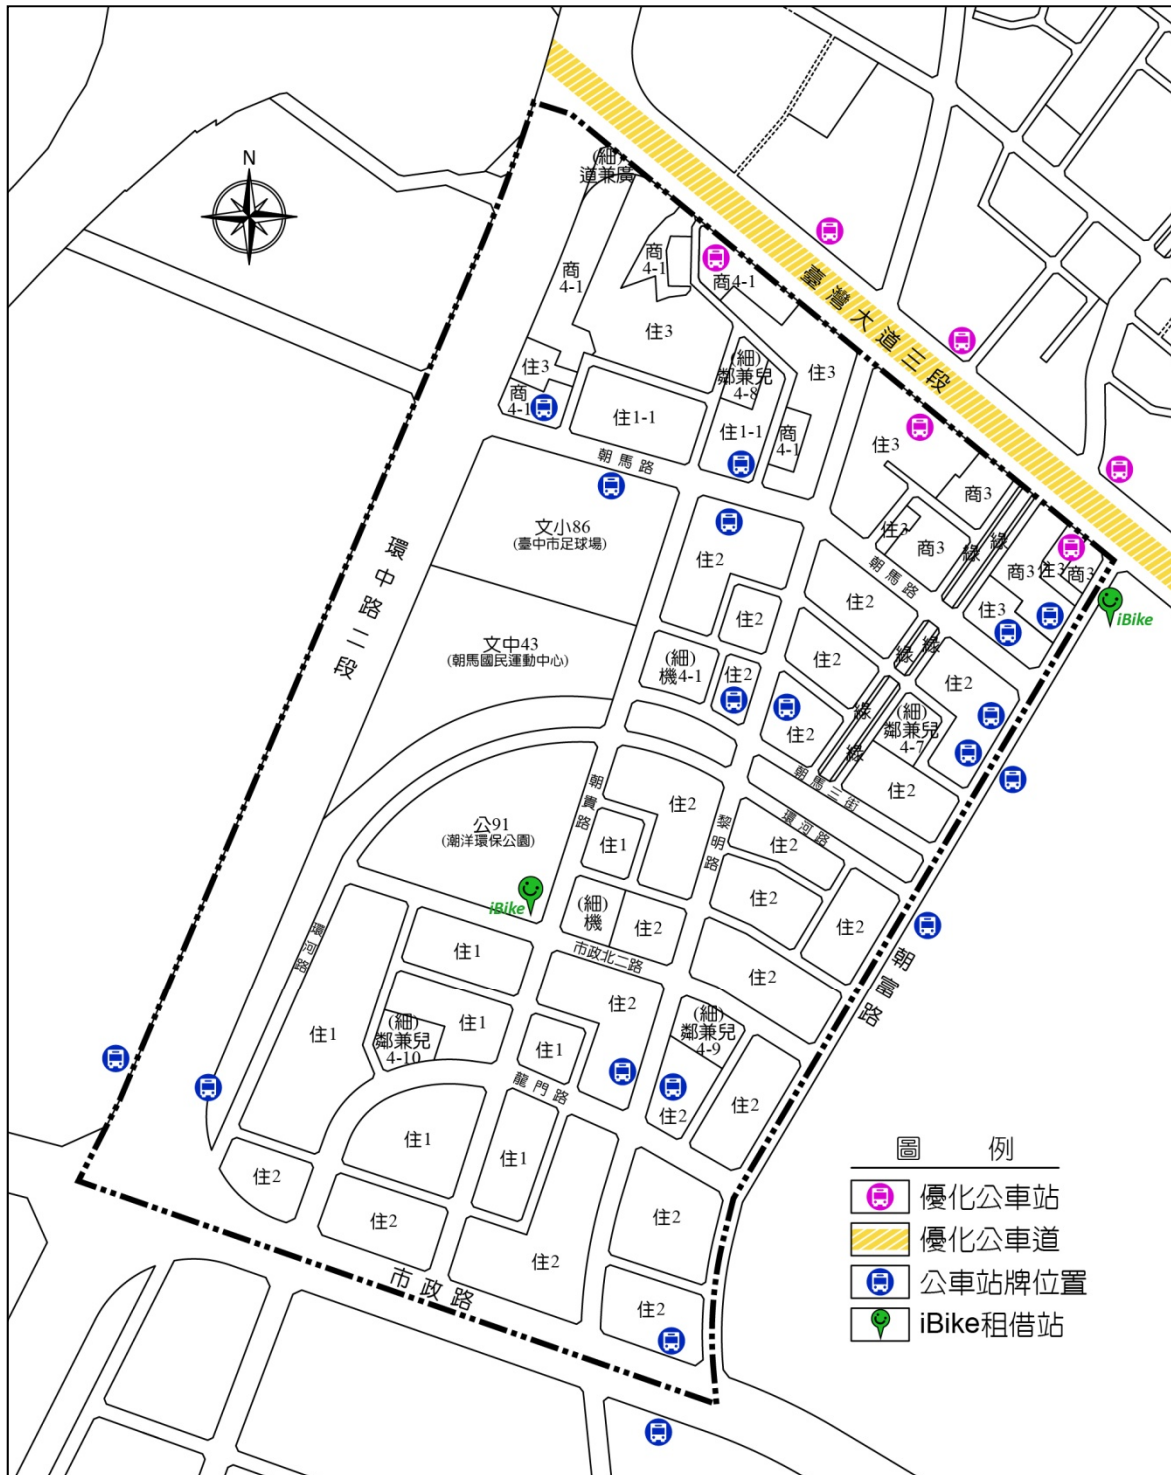 N
(細)
道兼廣
商
4-1
商
4-1
商4-1
住3
住3
商
4-1
(細)
鄰兼兒
4-8
住3
住1-1
住1-1
商
4-1
臺灣大道三段
住3
朝馬路
商3
文小86
(臺中市足球場)
住3
商3
綠
綠
住2
商3
住3
商3
環中路二段
朝馬路
住2
住2
住3
iBike
文中43
(朝馬國民運動中心)
(細)
機4-1
住2
住2
綠
綠
住2
住2
綠
綠
(細)
鄰兼兒
4-7
朝馬三街
住2
朝貴路
住2
環河路
公91
(潮洋環保公園)
黎明路
住1
住2
iBike
(細)
機
住2
住2
住2
環河路
住1
市政北二路
住2
朝富路
住1
(細)
鄰兼兒
4-10
住1
住2
(細)
鄰兼兒
4-9
住1
龍門路
住2
住2
住1
住1
住2
住2
住2
住2
市政路
住2
圖例
優化公車站
優化公車道
公車站牌位置
iBike租借站